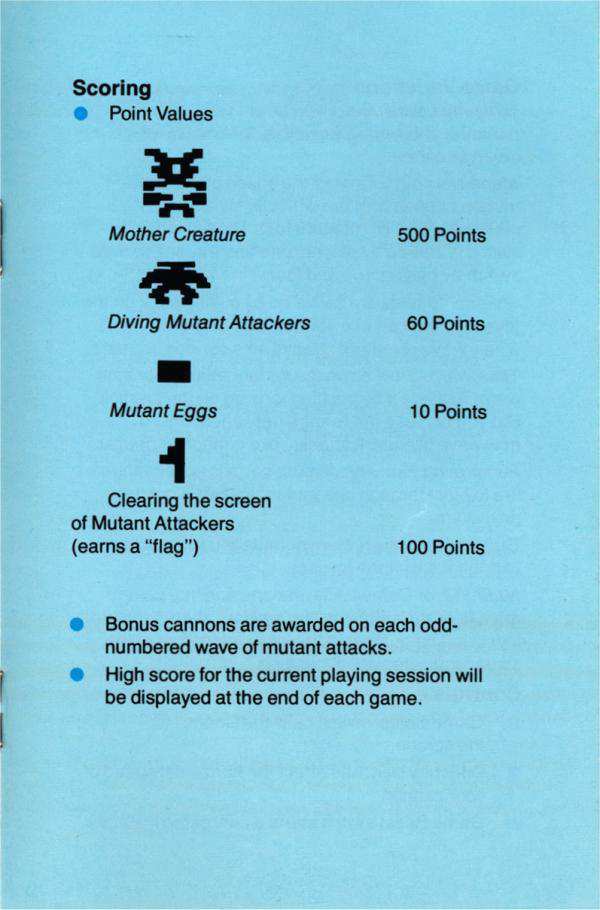 Scoring
Point Values
Mother Creature 500 Points
Diving Mutant Attackers 60 Points
Mutant Eggs 10 Points
Clearing the screen
of Mutant Attackers
(earns a “flag”) 100 Points
Bonus cannons are awarded on each odd-
numbered wave of mutant attacks.
High score for the current playing session will
be displayed at the end of each game.